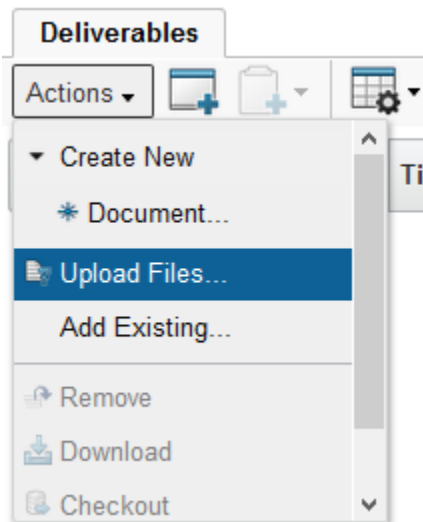 Deliverables
Actions
Ti
Create New
Document...
Upload Files...
Add Existing...
Remove
Download
Checkout